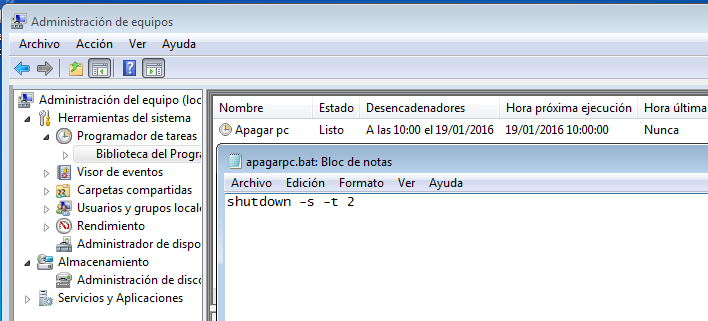 Administración de equipos
Archivo Acción Ver Ayuda
Administración del equipo (loc
Herramientas del sistema
Programador de tareas
Biblioteca del Progra
Visor de eventos
Carpetas compartidas
Usuarios y grupos locale
Rendimiento
Administrador de dispo
Almacenamiento
Administración de disco
Servicios y Aplicaciones
Nombre Estado Desencadenadores Hora próxima ejecución Hora última
Apagar pc Listo A las 10:00 el 19/01/2016 19/01/2016 10:00:00 Nunca
apagarpc.bat: Bloc de notas
Archivo Edición Formato Ver Ayuda
shutdown -s -t 2